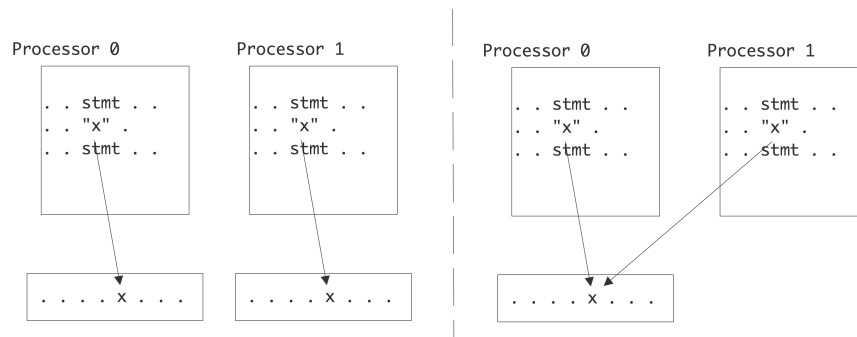 Processor 0 Processor 1 Processor 0 Processor 1
. . stmt . . . . stmt . . . . stmt . . . . stmt . .
. . "x" . . . "x" . . . "x" . . . "x" .
. . stmt . . . . stmt . . . . stmt . . . . stmt . .
. . . . x . . . . . . . x . . . . . . . x . . .